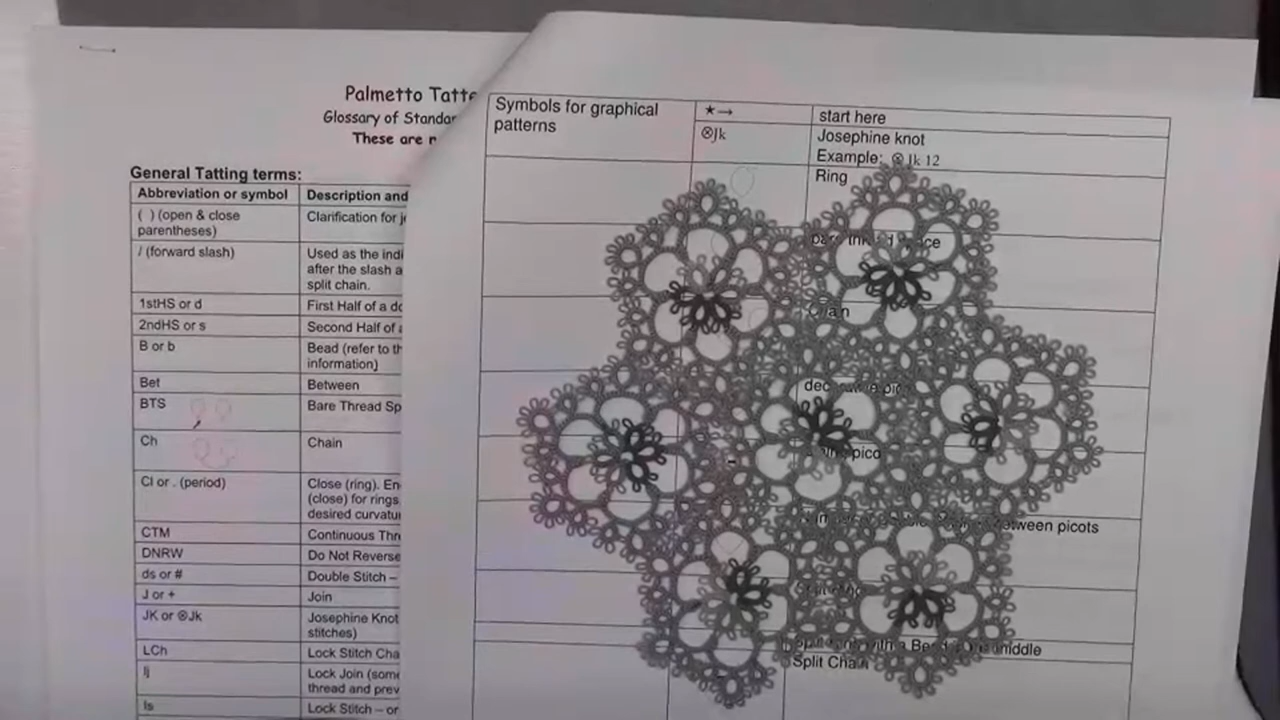 Palmetto Tatte
Glossary of Standar
These are n
General Tatting terms:
Abbreviation or symbol
Description and
( ) (open & close
parentheses)
Clarification for
/ (forward slash)
Used as the indi
after the slash a
split chain.
1stHS or d
First Half of a do
2ndHS or s
Second Half of
B or b
Bead (refer to th
information)
Bet
Between
BTS
Bare Thread Sp
Ch
Chain
Cl or . (period)
Close (ring). En
(close) for rings
desired curvatur
CTM
Continuous Thre
DNRW
Do Not Reverse
ds or #
Double Stitch –
J or +
Join
JK or ⊗Jk
Josephine Knot
stitches)
LCh
Lock Stitch Cha
lj
Lock Join (some
thread and prev
ls
Lock Stitch – or
Symbols for graphical
patterns
★→
start here
⊗Jk
Josephine knot
Example: ⊗ Jk 12
Ring
between picots
Split Chain